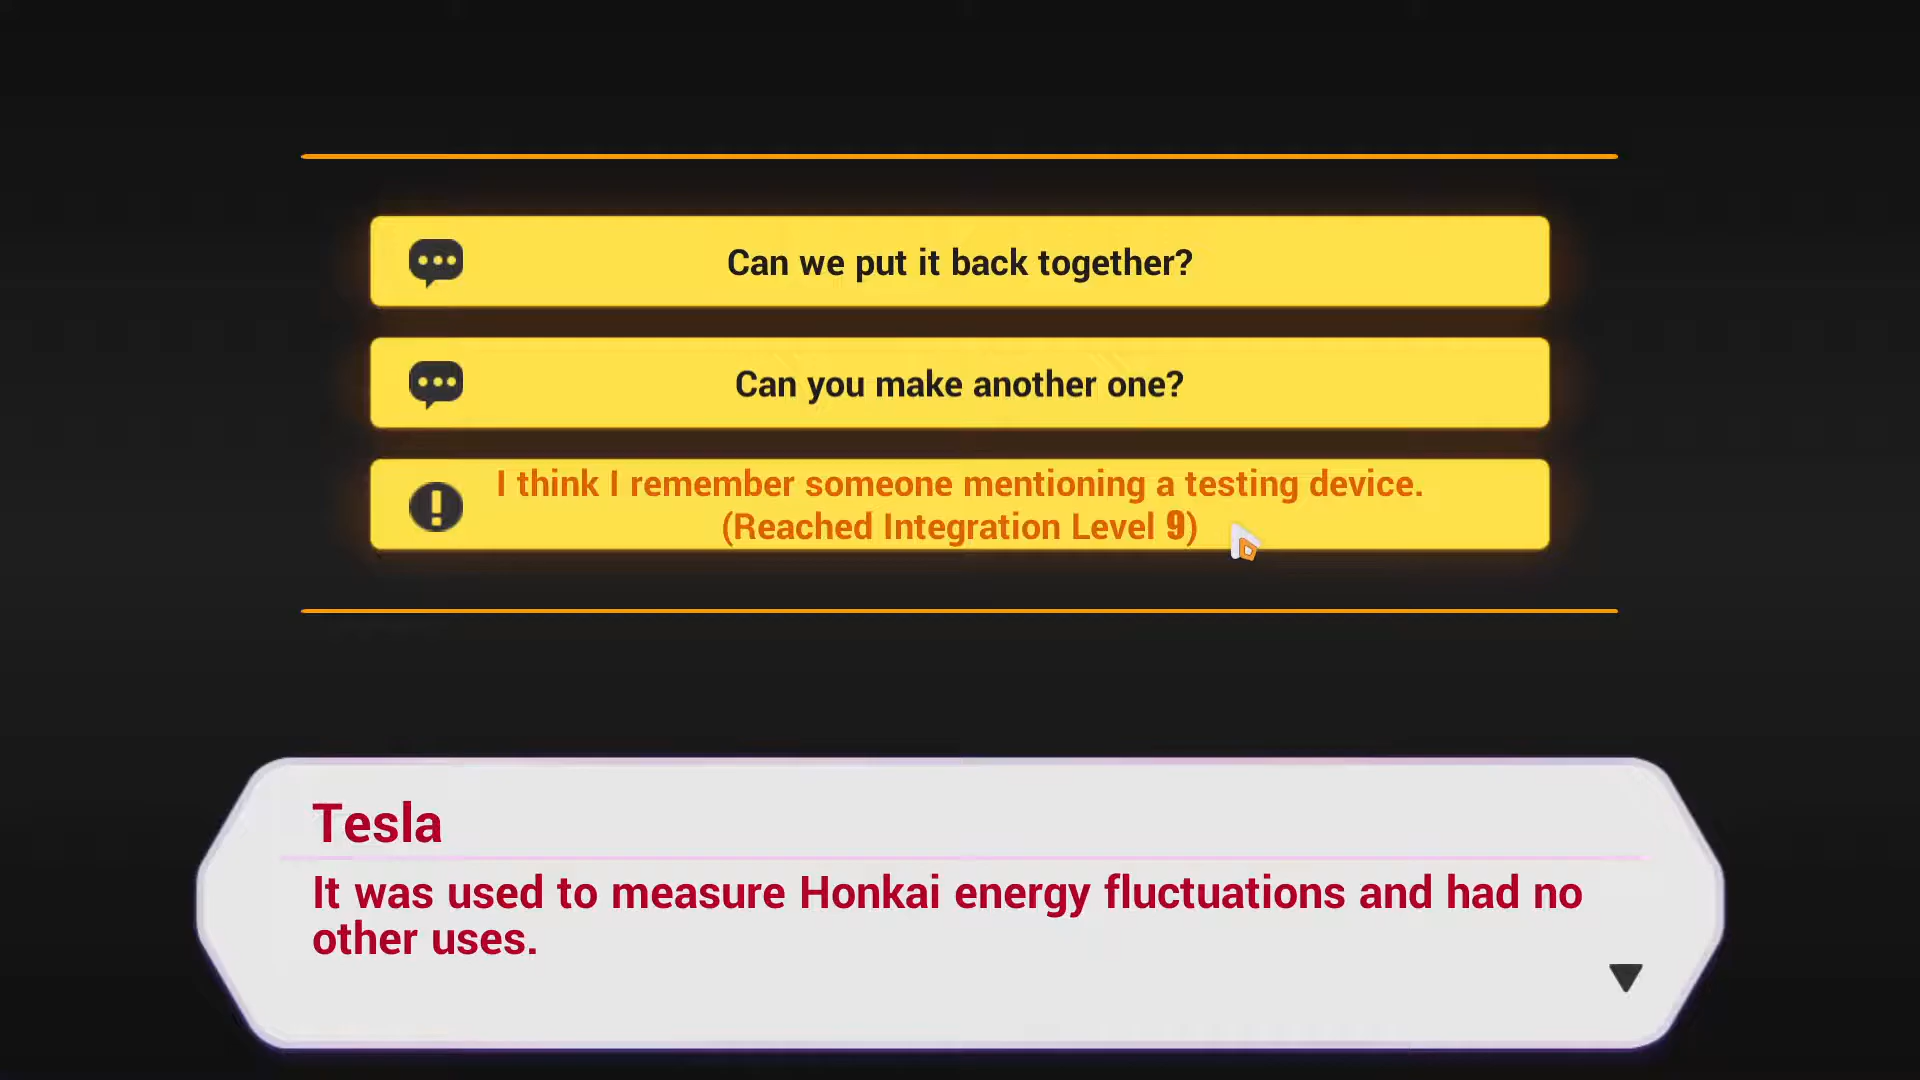 Can we put it back together?
Can you make another one?
I think I remember someone mentioning a testing device.
(Reached Integration Level 9)
Tesla
It was used to measure Honkai energy fluctuations and had no
other uses.